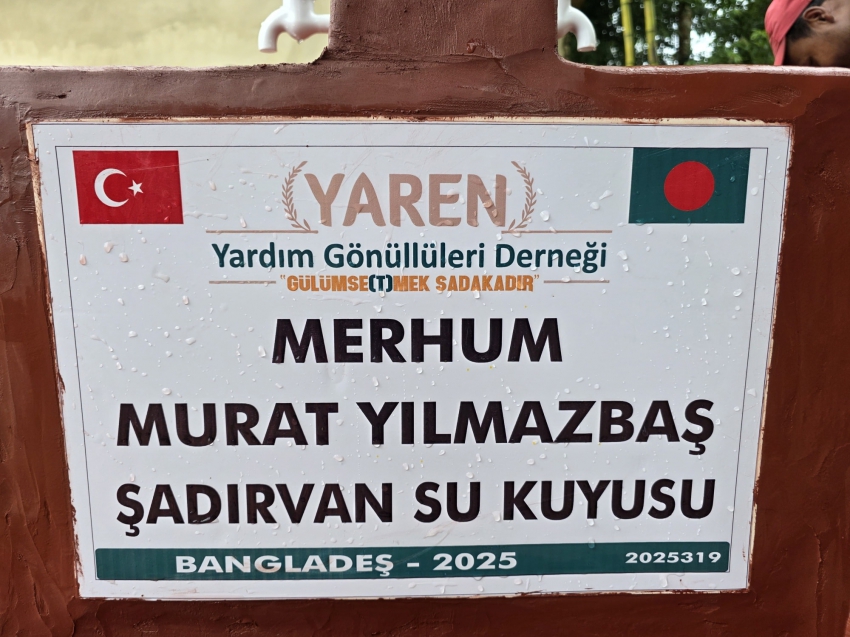 YAREN
Yardım Gönüllüleri Derneği
"GÜLÜMSE(T)MEK SADAKADIR"
MERHUM
MURAT YILMAZBAŞ
ŞADIRVAN SU KUYUSU
BANGLADEŞ - 2025 2025319